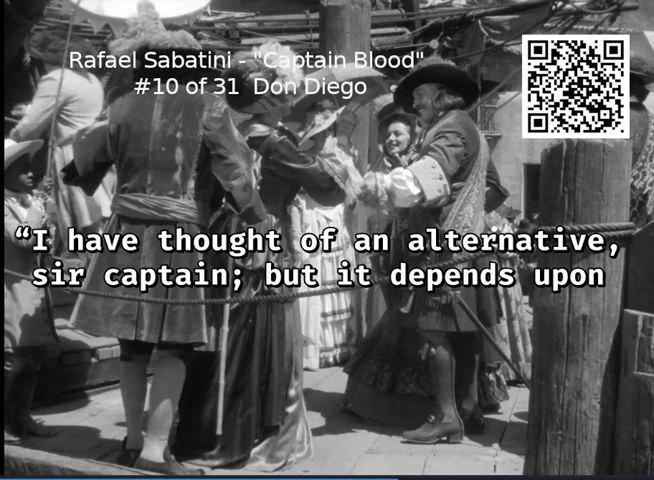 Rafael Sabatini - "Captain Blood"
#10 of 31  Don Diego
“I have thought of an alternative,
sir captain; but it depends upon